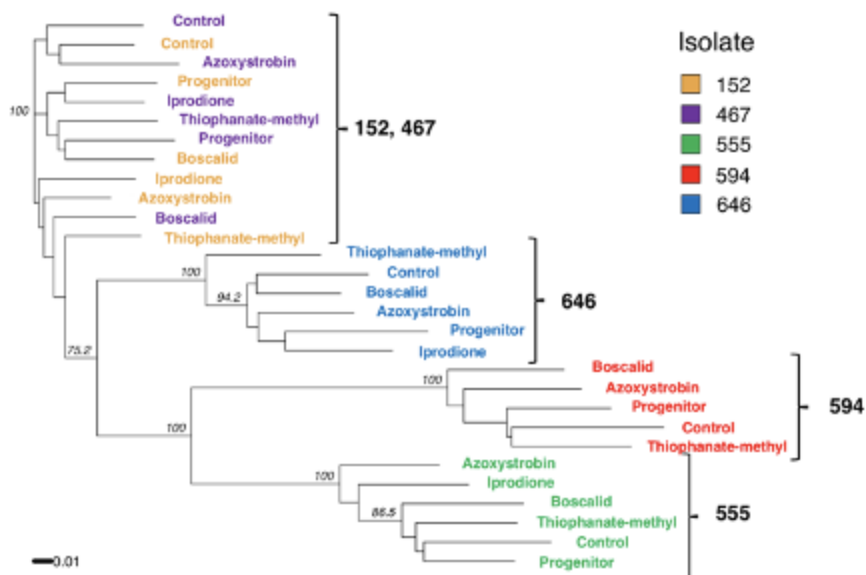 Control
Control
Azoxystrobin
Progenitor
Iprodione
100
Thiophanate-methyl
Progenitor
152, 467
Boscalid
Iprodione
Azoxystrobin
Boscalid
Thiophanate-methyl
Isolate
152
467
555
594
646
Thiophanate-methyl
100
Control
Boscalid
94.2
Azoxystrobin
646
Progenitor
Iprodione
75.2
Boscalid
100
Azoxystrobin
Progenitor
594
Control
Thiophanate-methyl
100
Azoxystrobin
100
Iprodione
Boscalid
86.5
Thiophanate-methyl
555
Control
Progenitor
0.01